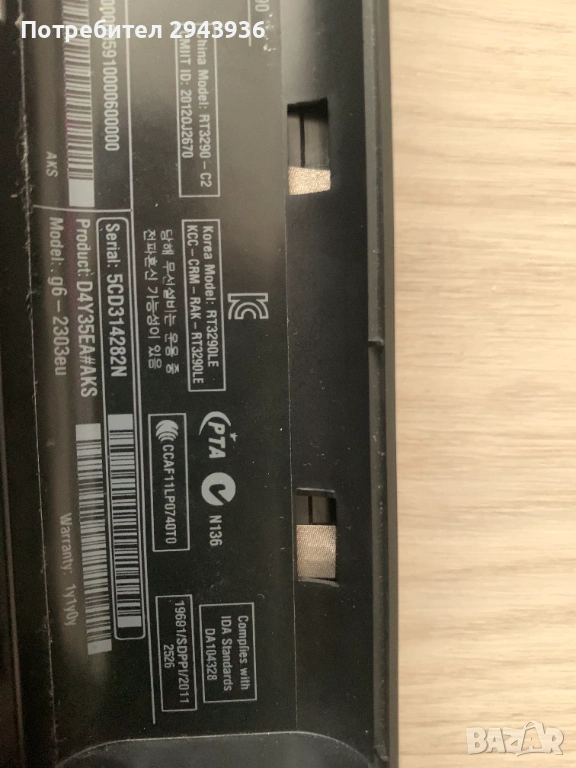 Потребител 2943936
5910000600000
AKS
Serial: 5CD314282N
Product: D4Y35EA#AKS
Model: g6-2303eu
Warranty: 1y1y0y
China Model: RT3290-C2
CMIIT ID: 2012DJ2670
Korea Model: RT3290LE
KCC-CRM-RAK-RT3290LE
당해 무선설비는 운용 중
전파혼신 가능성이 있음
CCAF11LP0740T0
PTA
N136
19681/SDPPI/2011
2526
Complies with
IDA Standards
DA104328
BAZAR